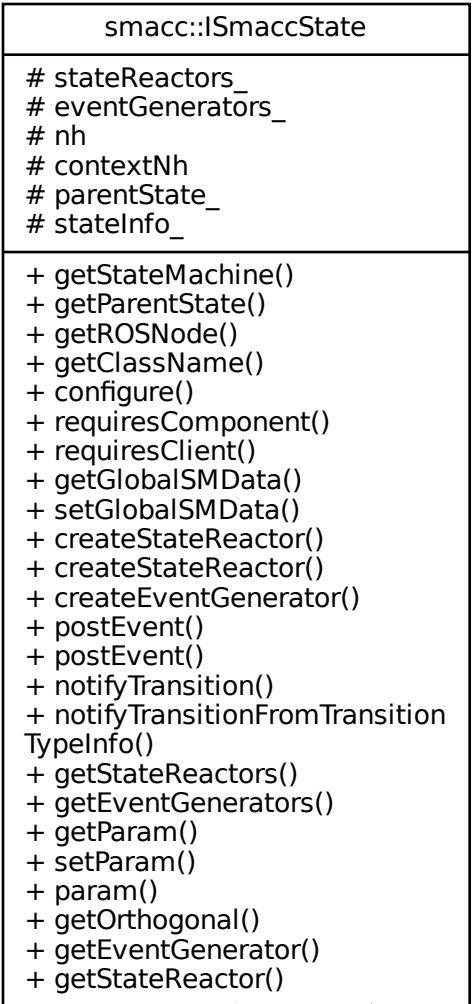 smacc::ISmaccState
# stateReactors_
# eventGenerators_
# nh
# contextNh
# parentState_
# stateInfo_
+ getStateMachine()
+ getParentState()
+ getROSNode()
+ getClassName()
+ configure()
+ requiresComponent()
+ requiresClient()
+ getGlobalSMData()
+ setGlobalSMData()
+ createStateReactor()
+ createStateReactor()
+ createEventGenerator()
+ postEvent()
+ postEvent()
+ notifyTransition()
+ notifyTransitionFromTransition
TypeInfo()
+ getStateReactors()
+ getEventGenerators()
+ getParam()
+ setParam()
+ param()
+ getOrthogonal()
+ getEventGenerator()
+ getStateReactor()